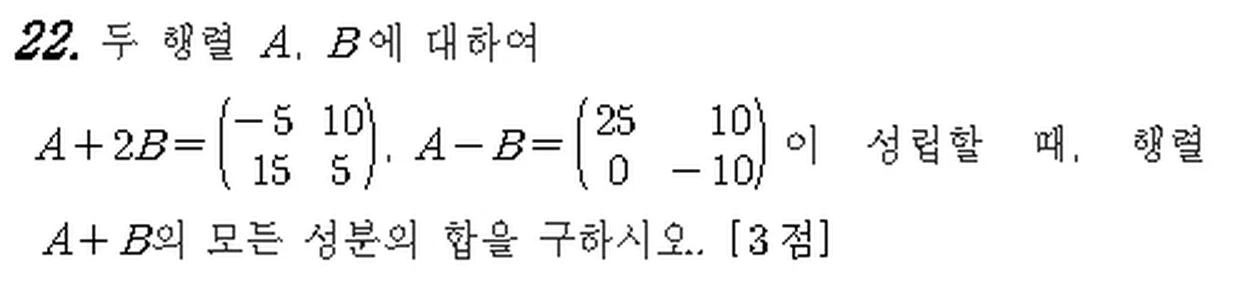 22. 두 행렬 A, B에 대하여
A+2B=(-5 10 15 5), A-B=(25 10 0 -10)이 성립할 때, 행렬
A+B의 모든 성분의 합을 구하시오.. [3점]